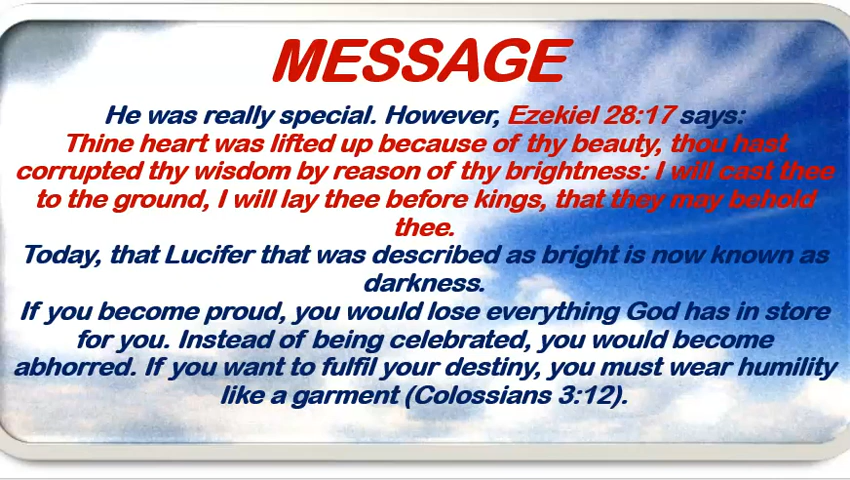 MESSAGE
He was really special. However, Ezekiel 28:17 says:
Thine heart was lifted up because of thy beauty, thou hast
corrupted thy wisdom by reason of thy brightness: I will cast thee
to the ground, I will lay thee before kings, that they may behold
thee.
Today, that Lucifer that was described as bright is now known as
darkness.
If you become proud, you would lose everything God has in store
for you. Instead of being celebrated, you would become
abhorred. If you want to fulfil your destiny, you must wear humility
like a garment (Colossians 3:12).